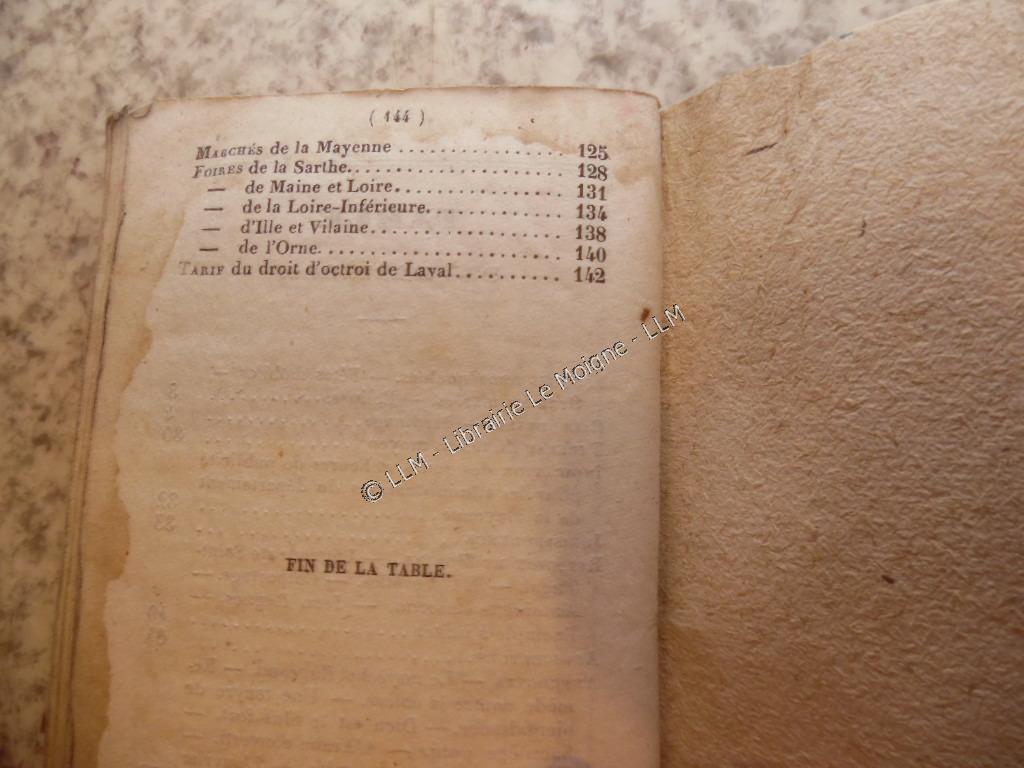 ( 144 )
MARCHÉS de la Mayenne ................ 125
FOIRES de la Sarthe..................... 128
— de Maine et Loire................ 131
— de la Loire-Inférieure............. 134
— d'Ille et Vilaine.................. 138
— de l'Orne....................... 140
TARIF du droit d'octroi de Laval.......... 142
© LLM - Librairie Le Moigne - LLM
FIN DE LA TABLE.